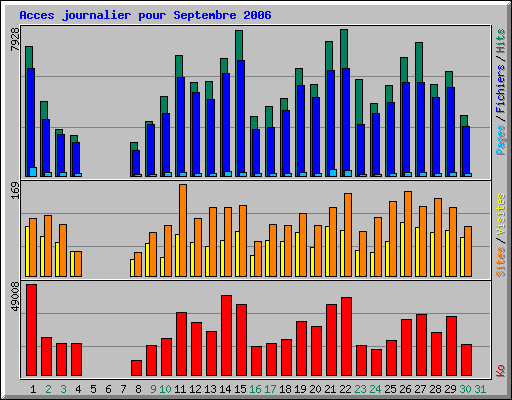 Acces journalier pour Septembre 2006
7928
Pages / Fichiers / Hits
169
Sites / Visites
49008
Ko
1 2 3 4 5 6 7 8 9 10 11 12 13 14 15 16 17 18 19 20 21 22 23 24 25 26 27 28 29 30 31